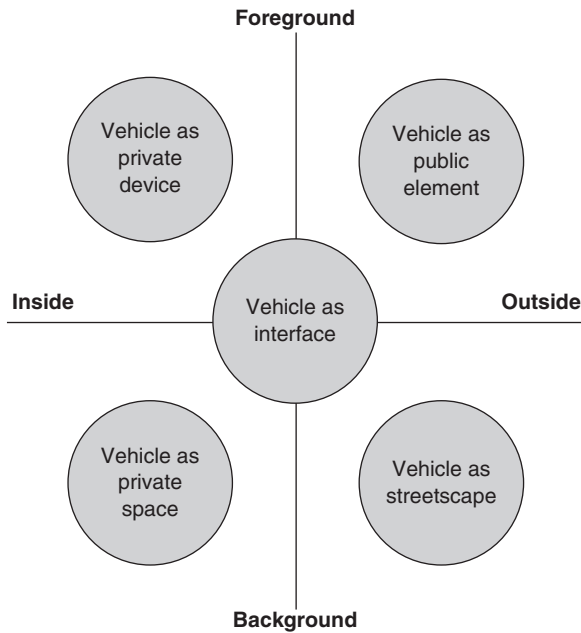 Foreground
Vehicle as
private
device
Vehicle as
public
element
Inside
Vehicle as
interface
Outside
Vehicle as
private
space
Vehicle as
streetscape
Background